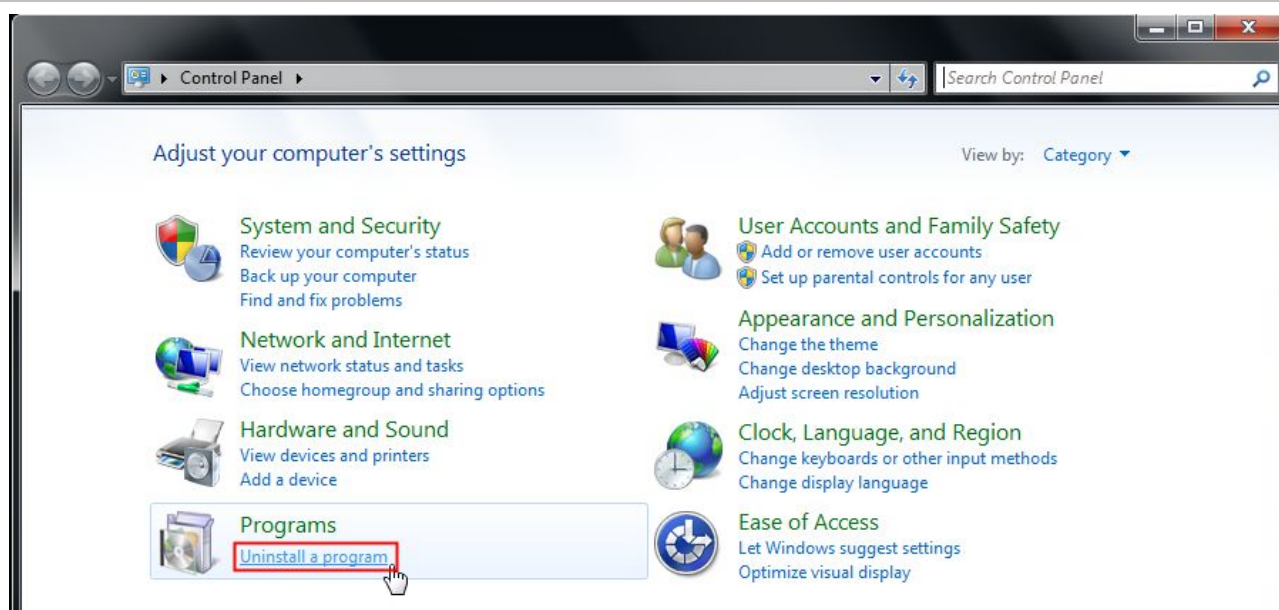 Control Panel
Search Control Panel
Adjust your computer's settings
View by: Category
System and Security
Review your computer's status
Back up your computer
Find and fix problems
Network and Internet
View network status and tasks
Choose homegroup and sharing options
Hardware and Sound
View devices and printers
Add a device
Programs
Uninstall a program
User Accounts and Family Safety
Add or remove user accounts
Set up parental controls for any user
Appearance and Personalization
Change the theme
Change desktop background
Adjust screen resolution
Clock, Language, and Region
Change keyboards or other input methods
Change display language
Ease of Access
Let Windows suggest settings
Optimize visual display